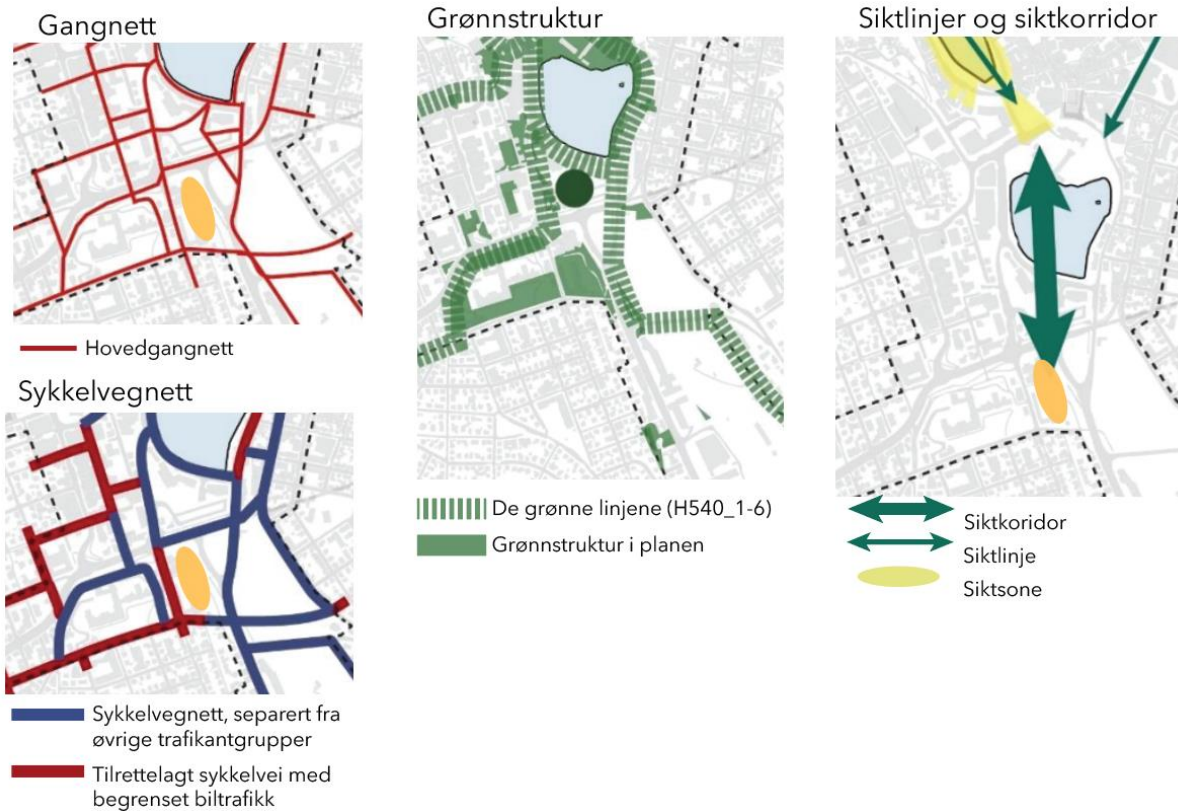 Gangnett
Hovedgangnett
Sykkelvegnett
Sykkelvegnett, separert fra
øvrige trafikantgrupper
Tilrettelagt sykkelvei med
begrenset biltrafikk
Grønnstruktur
De grønne linjene (H540_1-6)
Grønnstruktur i planen
Siktlinjer og siktkorridor
Siktkoridor
Siktlinje
Siktsone